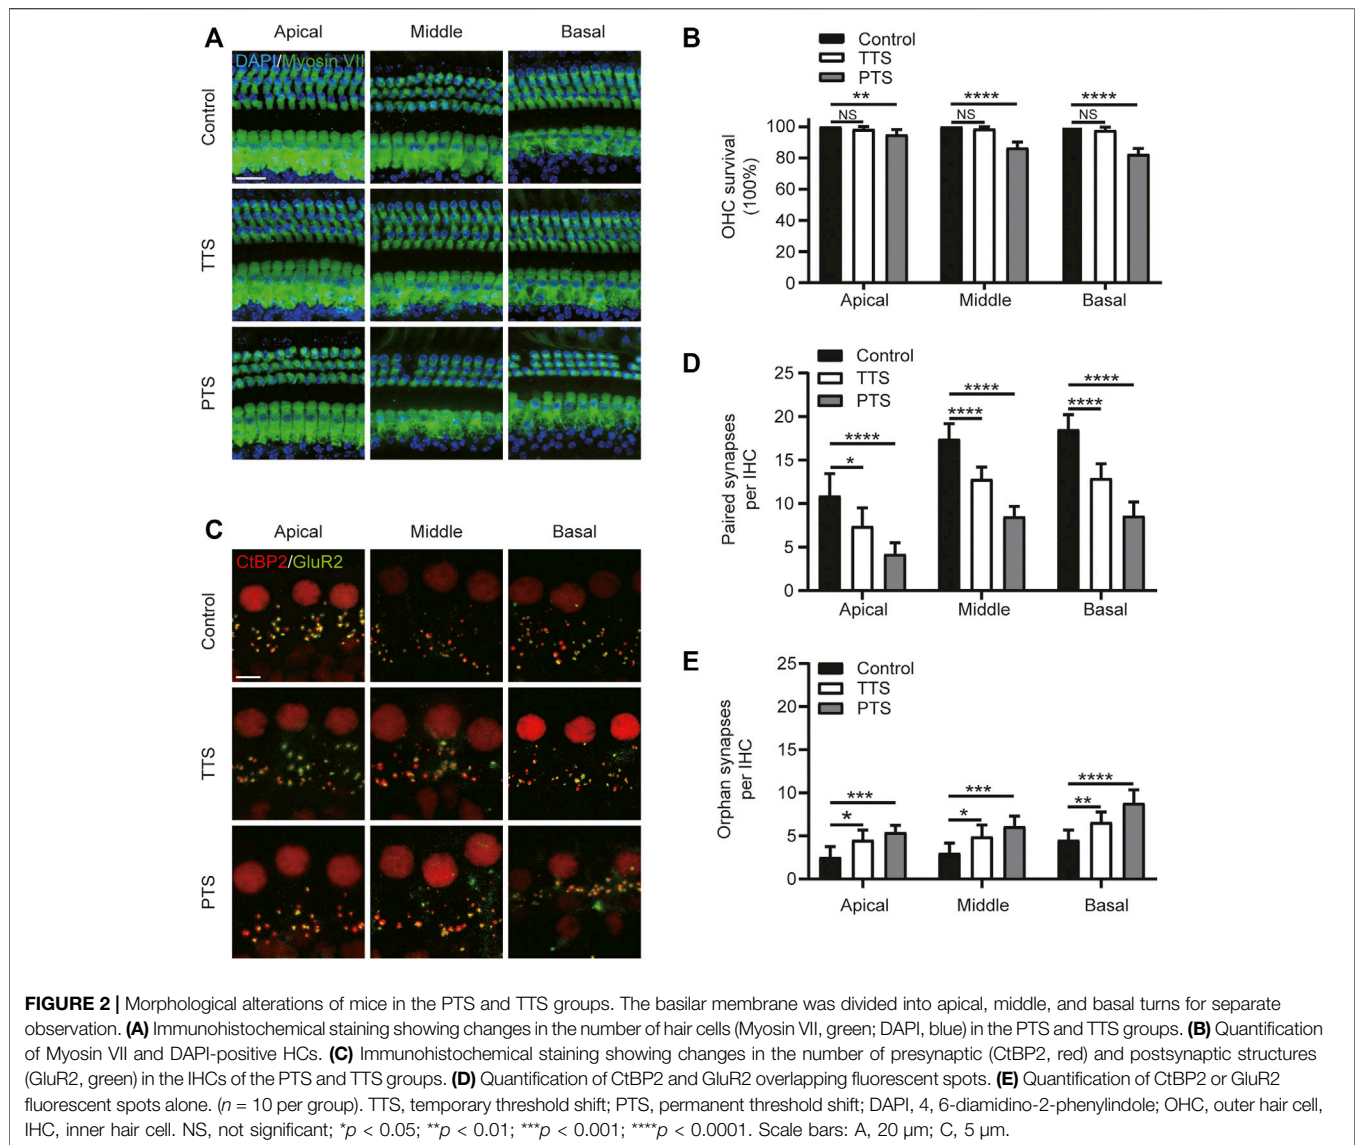 A
Apical
Middle
Basal
DAPI/Myosin VII
Control
TTS
PTS
B
Control
TTS
PTS
OHC survival
(100%)
100
80
60
40
20
0
**
NS
****
NS
****
NS
Apical
Middle
Basal
C
Apical
Middle
Basal
CtBP2/GluR2
Control
TTS
PTS
D
Control
TTS
PTS
Paired synapses
per IHC
25
20
15
10
5
0
****
*
****
****
****
****
Apical
Middle
Basal
E
Control
TTS
PTS
Orphan synapses
per IHC
25
20
15
10
5
0
***
*
***
*
****
**
Apical
Middle
Basal
FIGURE 2 | Morphological alterations of mice in the PTS and TTS groups. The basilar membrane was divided into apical, middle, and basal turns for separate
observation. (A) Immunohistochemical staining showing changes in the number of hair cells (Myosin VII, green; DAPI, blue) in the PTS and TTS groups. (B) Quantification
of Myosin VII and DAPI-positive HCs. (C) Immunohistochemical staining showing changes in the number of presynaptic (CtBP2, red) and postsynaptic structures
(GluR2, green) in the IHCs of the PTS and TTS groups. (D) Quantification of CtBP2 and GluR2 overlapping fluorescent spots. (E) Quantification of CtBP2 or GluR2
fluorescent spots alone. (n = 10 per group). TTS, temporary threshold shift; PTS, permanent threshold shift; DAPI, 4, 6-diamidino-2-phenylindole; OHC, outer hair cell,
IHC, inner hair cell. NS, not significant; *p < 0.05; **p < 0.01; ***p < 0.001; ****p < 0.0001. Scale bars: A, 20 μm; C, 5 μm.